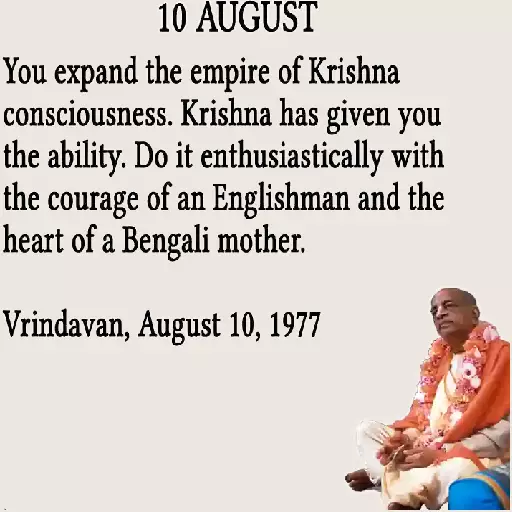 10 AUGUST
You expand the empire of Krishna
consciousness. Krishna has given you
the ability. Do it enthusiastically with
the courage of an Englishman and the
heart of a Bengali mother.
Vrindavan, August 10, 1977